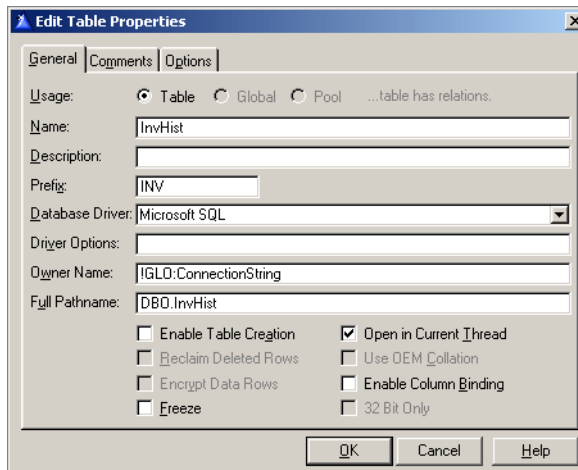 Edit Table Properties
General Comments Options
Usage: Table Global Pool ...table has relations.
Name: InvHist
Description:
Prefix: INV
Database Driver: Microsoft SQL
Driver Options:
Owner Name: !GLO:ConnectionString
Full Pathname: DBO.InvHist
Enable Table Creation Open in Current Thread
Reclaim Deleted Rows Use OEM Collation
Encrypt Data Rows Enable Column Binding
Freeze 32 Bit Only
OK Cancel Help